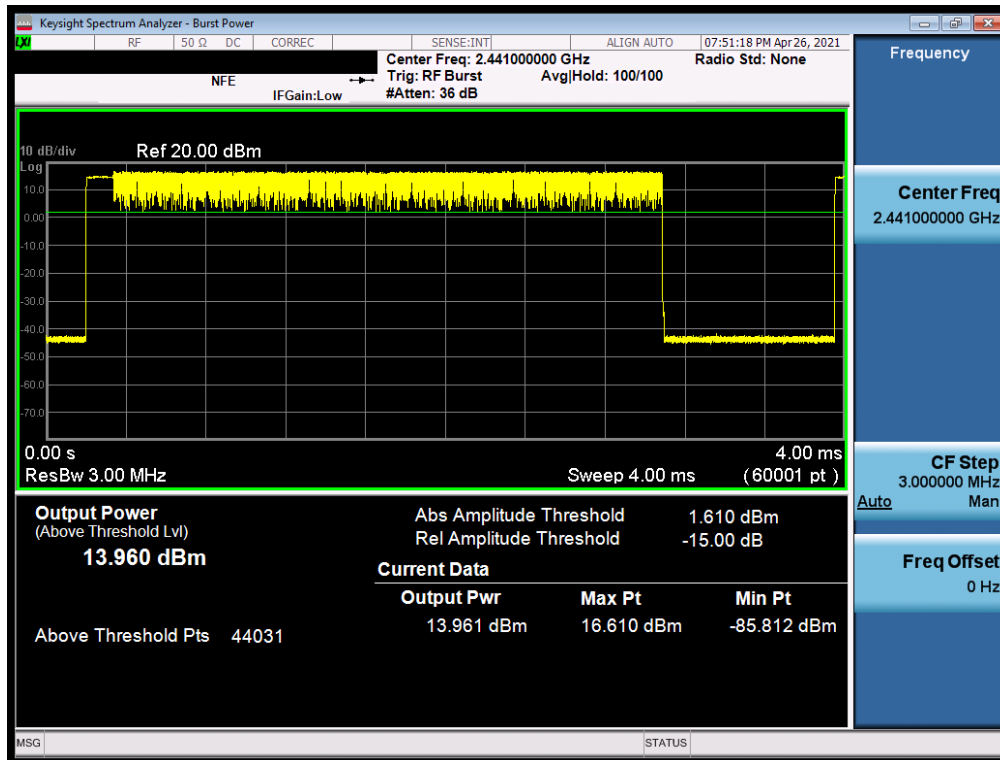 Keysight Spectrum Analyzer - Burst Power
LXI RF 50 Ω DC CORREC SENSE:INT ALIGN AUTO 07:51:18 PM Apr 26, 2021
Center Freq: 2.441000000 GHz Radio Std: None
NFE Trig: RF Burst Avg|Hold: 100/100
IFGain:Low #Atten: 36 dB
10 dB/div Ref 20.00 dBm
Log
10.0
0.00
-10.0
-20.0
-30.0
-40.0
-50.0
-60.0
-70.0
0.00 s 4.00 ms
ResBw 3.00 MHz Sweep 4.00 ms (60001 pt )
Output Power
(Above Threshold Lvl)
13.960 dBm
Above Threshold Pts 44031
Abs Amplitude Threshold 1.610 dBm
Rel Amplitude Threshold -15.00 dB
Current Data
Output Pwr Max Pt Min Pt
13.961 dBm 16.610 dBm -85.812 dBm
Frequency
Center Freq
2.441000000 GHz
CF Step
3.000000 MHz
Auto Man
Freq Offset
0 Hz
MSG STATUS